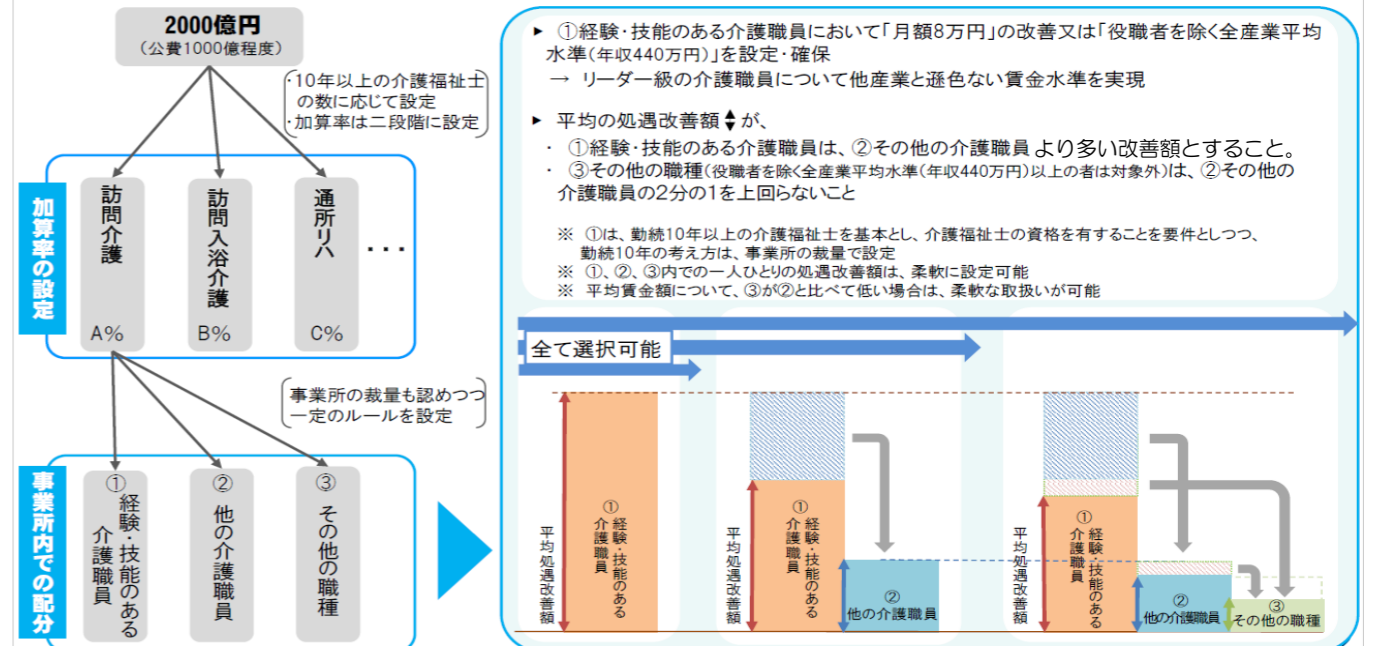 2000億円
(公費1000億程度)
・10年以上の介護福祉士
の数に応じて設定
・加算率は二段階に設定
加算率の設定
訪問介護
A%
訪問入浴介護
B%
通所リハ
C%
・・・
事業所の裁量も認めつつ
一定のルールを設定
事業所内での配分
①
経験・技能のある
介護職員
②
他の介護職員
③
その他の職種
▶ ①経験・技能のある介護職員において「月額8万円」の改善又は「役職者を除く全産業平均
水準(年収440万円)」を設定・確保
→ リーダー級の介護職員について他産業と遜色ない賃金水準を実現
▶ 平均の処遇改善額 が、
・ ①経験・技能のある介護職員は、②その他の介護職員より多い改善額とすること。
・ ③その他の職種(役職者を除く全産業平均水準(年収440万円)以上の者は対象外)は、②その他の
介護職員の2分の1を上回らないこと
※ ①は、勤続10年以上の介護福祉士を基本とし、介護福祉士の資格を有することを要件としつつ、
勤続10年の考え方は、事業所の裁量で設定
※ ①、②、③内での一人ひとりの処遇改善額は、柔軟に設定可能
※ 平均賃金額について、③が②と比べて低い場合は、柔軟な取扱いが可能
全て選択可能
平均処遇改善額
①
経験・技能のある
介護職員
平均処遇改善額
①
経験・技能のある
介護職員
②
他の介護職員
平均処遇改善額
①
経験・技能のある
介護職員
②
他の介護職員
③
その他の職種